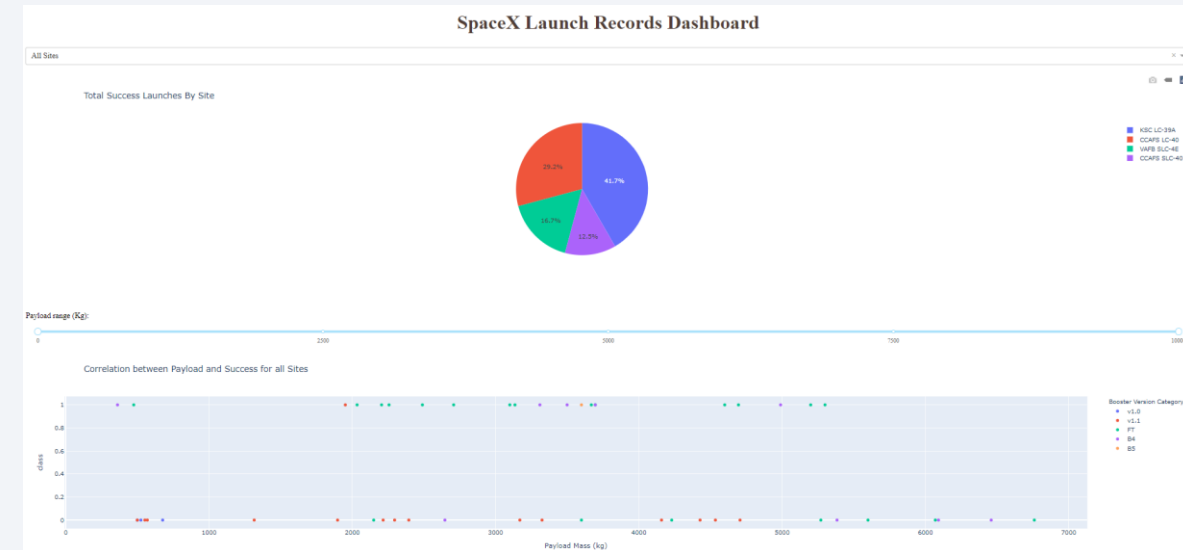 SpaceX Launch Records Dashboard
All Sites
Total Success Launches By Site
KSC LC-39A
CCAFS LC-40
VAFB SLC-4E
CCAFS SLC-40
29.2%
41.7%
16.7%
12.5%
Payload range (Kg):
0 2500 5000 7500 1000
Correlation between Payload and Success for all Sites
Booster Version Category
v1.0
v1.1
FT
B4
B5
1
0.8
0.6
0.4
0.2
0
class
0 1000 2000 3000 4000 5000 6000 7000
Payload Mass (kg)